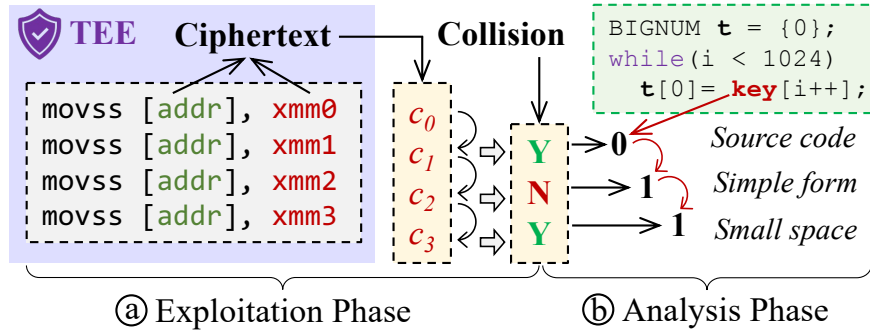 TEE Ciphertext Collision
BIGNUM t = {0};
while(i < 1024)
t[0]= key[i++];
movss [addr], xmm0
movss [addr], xmm1
movss [addr], xmm2
movss [addr], xmm3
c0
c1
c2
c3
Y
N
Y
0
1
1
Source code
Simple form
Small space
ⓐ Exploitation Phase
ⓑ Analysis Phase